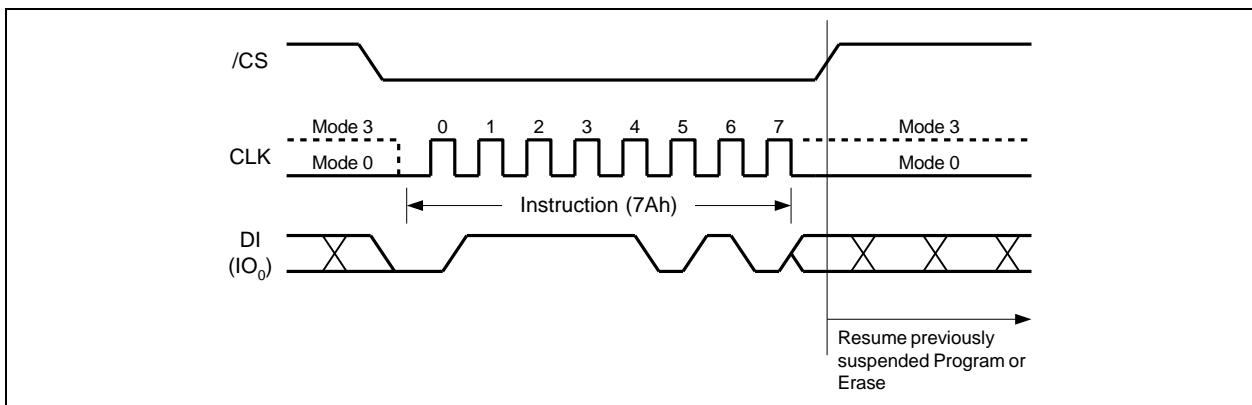 /CS
Mode 3
0 1 2 3 4 5 6 7
Mode 3
CLK
Mode 0
Mode 0
Instruction (7Ah)
DI
(IO₀)
Resume previously
suspended Program or
Erase